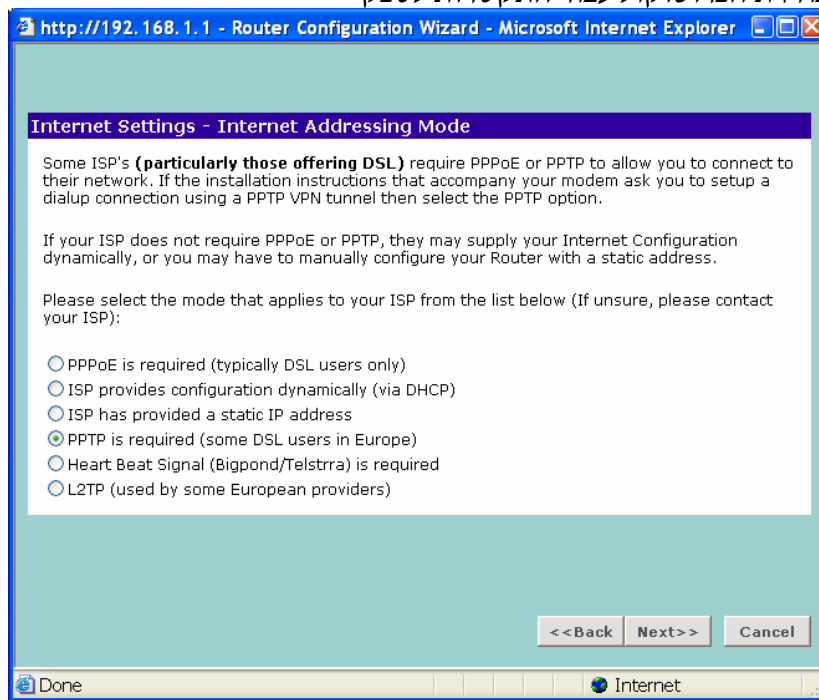 http://192.168.1.1 - Router Configuration Wizard - Microsoft Internet Explorer
Internet Settings - Internet Addressing Mode
Some ISP's (particularly those offering DSL) require PPPoE or PPTP to allow you to connect to
their network. If the installation instructions that accompany your modem ask you to setup a
dialup connection using a PPTP VPN tunnel then select the PPTP option.
If your ISP does not require PPPoE or PPTP, they may supply your Internet Configuration
dynamically, or you may have to manually configure your Router with a static address.
Please select the mode that applies to your ISP from the list below (If unsure, please contact
your ISP):
PPPoE is required (typically DSL users only)
ISP provides configuration dynamically (via DHCP)
ISP has provided a static IP address
PPTP is required (some DSL users in Europe)
Heart Beat Signal (Bigpond/Telstrra) is required
L2TP (used by some European providers)
<<Back Next>> Cancel
Done Internet